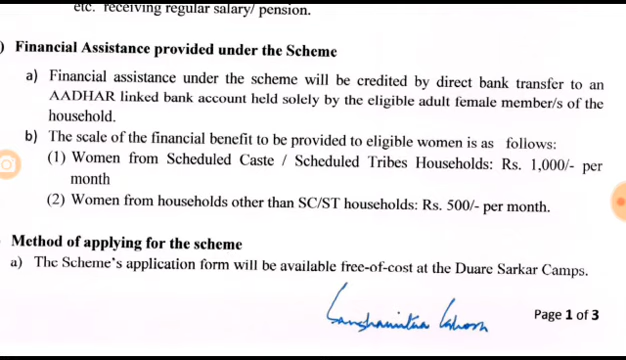 etc. receiving regular salary/ pension.
) Financial Assistance provided under the Scheme
a) Financial assistance under the scheme will be credited by direct bank transfer to an
AADHAR linked bank account held solely by the eligible adult female member/s of the
household.
b) The scale of the financial benefit to be provided to eligible women is as follows:
(1) Women from Scheduled Caste / Scheduled Tribes Households: Rs. 1,000/- per
month
(2) Women from households other than SC/ST households: Rs. 500/- per month.
Method of applying for the scheme
a) The Scheme's application form will be available free-of-cost at the Duare Sarkar Camps.
Page 1 of 3